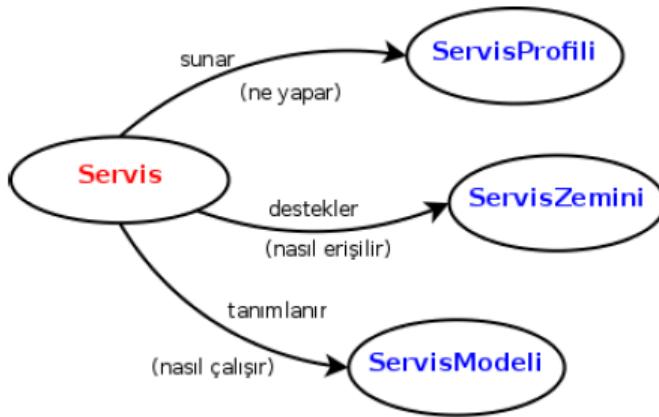 sunar
ServisProfili
(ne yapar)
Servis
destekler
ServisZemini
(nasıl erişilir)
tanımlanır
(nasıl çalışır)
ServisModeli